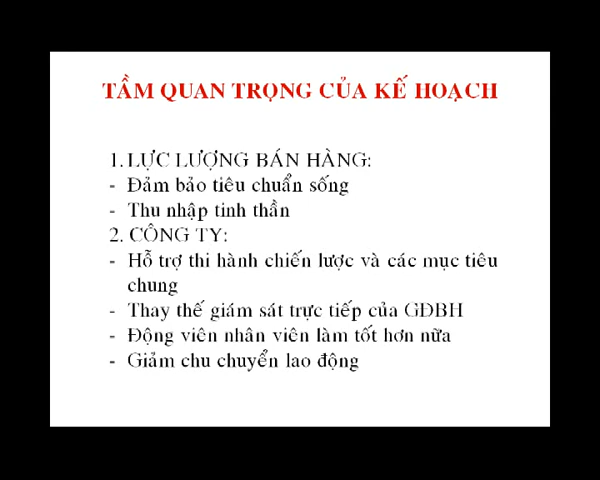 TẦM QUAN TRỌNG CỦA KẾ HOẠCH
1. LỰC LƯỢNG BÁN HÀNG:
- Đảm bảo tiêu chuẩn sống
- Thu nhập tinh thần
2. CÔNG TY:
- Hỗ trợ thi hành chiến lược và các mục tiêu
chung
- Thay thế giám sát trực tiếp của GĐBH
- Động viên nhân viên làm tốt hơn nữa
- Giảm chu chuyển lao động